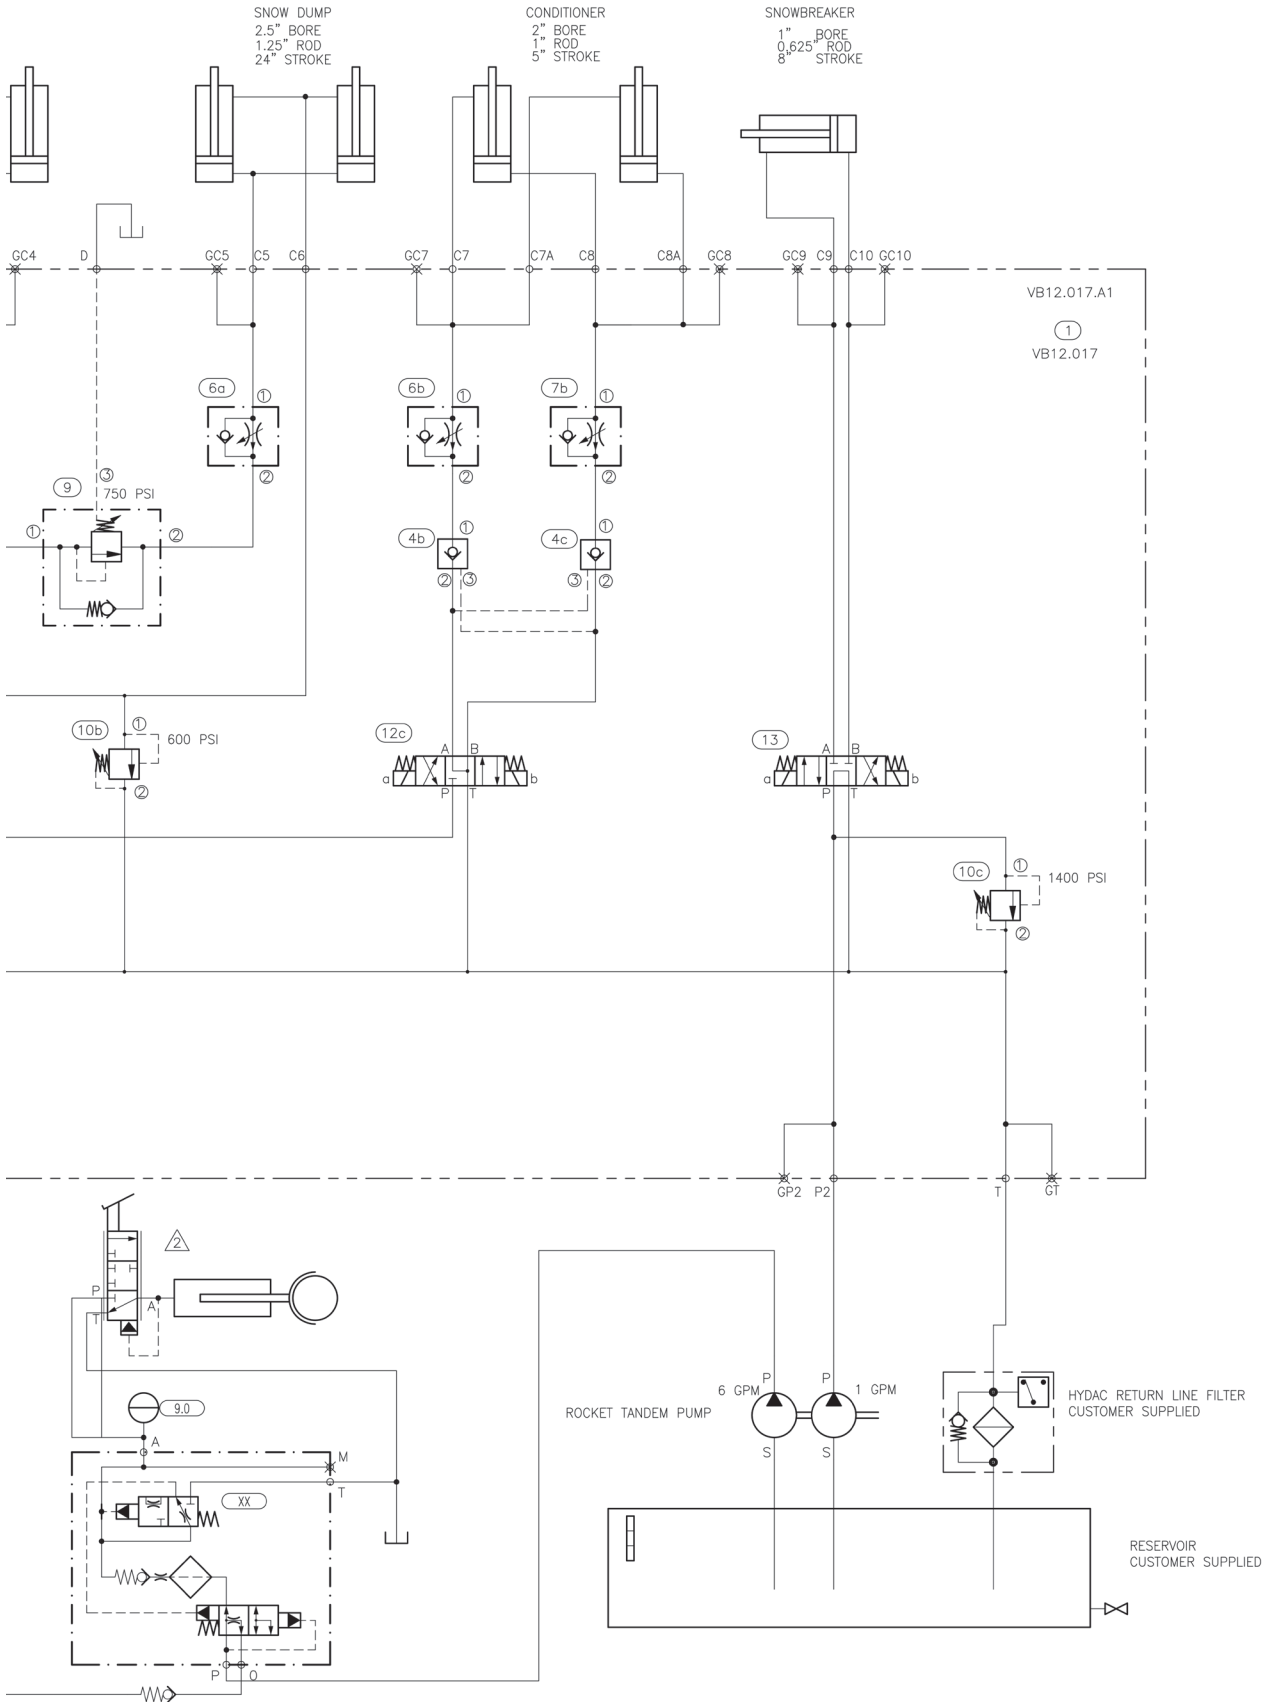 SNOW DUMP
2.5" BORE
1.25" ROD
24" STROKE
CONDITIONER
2" BORE
1" ROD
5" STROKE
SNOWBREAKER
1" BORE
0.625" ROD
8" STROKE
GC4
D
GC5
C5
C6
GC7
C7
C7A
C8
C8A
GC8
GC9
C9
C10
GC10
VB12.017.A1
1
VB12.017
6a
1
2
6b
1
2
7b
1
2
9
3
750 PSI
1
2
4b
1
2
3
4c
1
3
2
10b
1
600 PSI
2
12c
A
B
a
b
P
T
13
A
B
a
b
P
T
10c
1
1400 PSI
2
GP2
P2
T
GT
2
P
T
A
9.0
A
M
T
XX
P
O
6 GPM
P
P
1 GPM
ROCKET TANDEM PUMP
S
S
HYDAC RETURN LINE FILTER
CUSTOMER SUPPLIED
RESERVOIR
CUSTOMER SUPPLIED